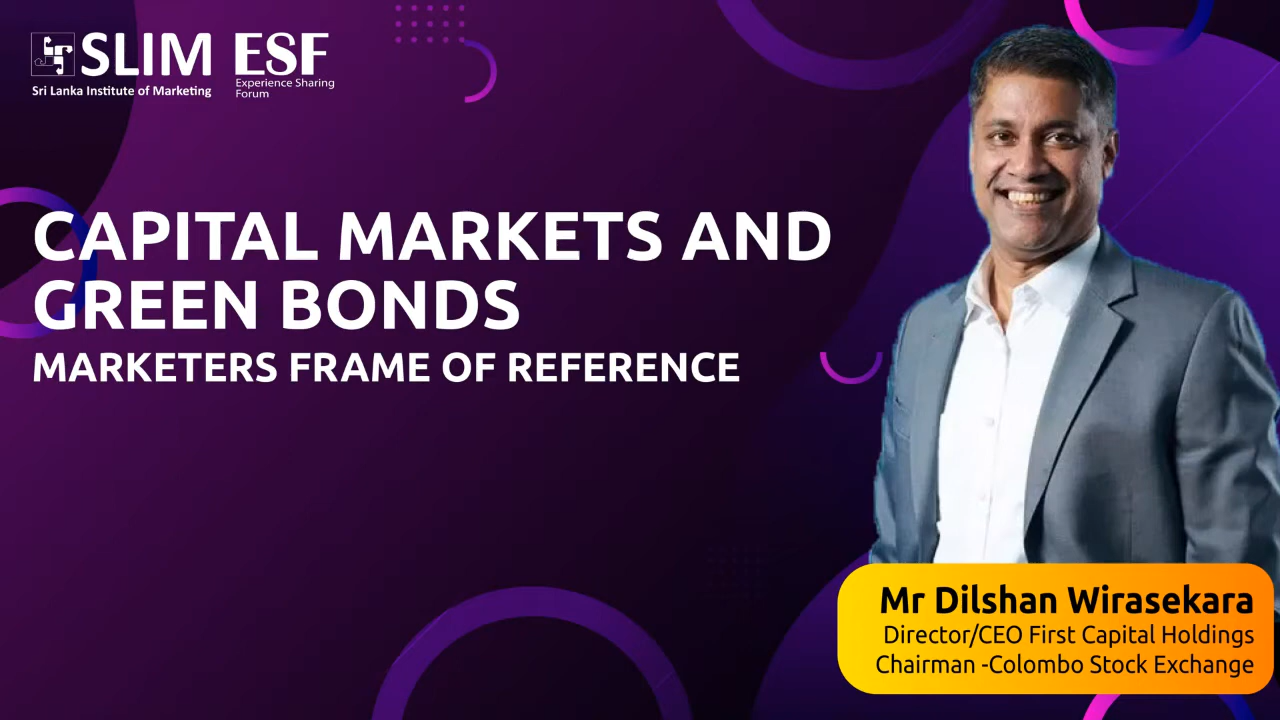 SLIM
Sri Lanka Institute of Marketing
ESF
Experience Sharing
Forum
CAPITAL MARKETS AND
GREEN BONDS
MARKETERS FRAME OF REFERENCE
Mr Dilshan Wirasekara
Director/CEO First Capital Holdings
Chairman -Colombo Stock Exchange